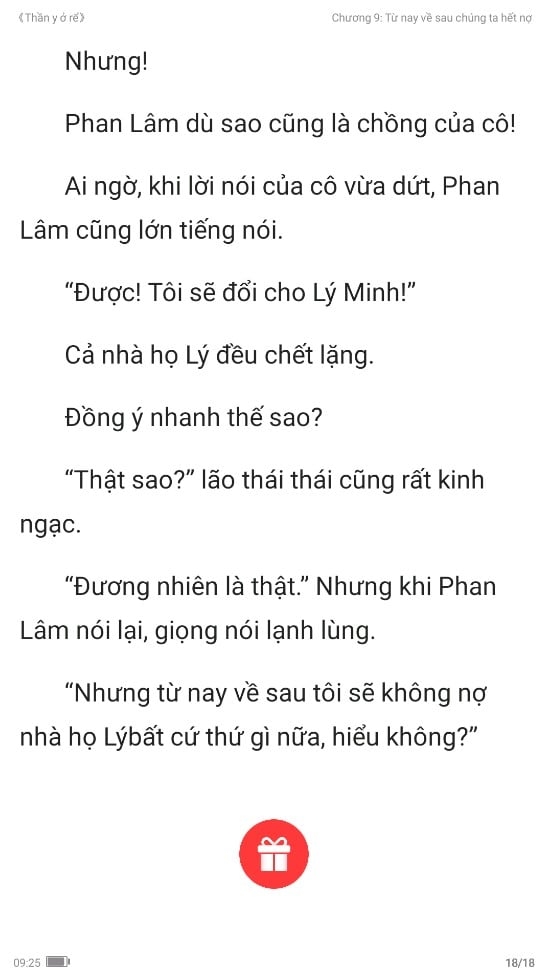 《Thần y ở rể》 Chương 9: Từ nay về sau chúng ta hết nợ
Nhưng!
Phan Lâm dù sao cũng là chồng của cô!
Ai ngờ, khi lời nói của cô vừa dứt, Phan
Lâm cũng lớn tiếng nói.
“Được! Tôi sẽ đổi cho Lý Minh!”
Cả nhà họ Lý đều chết lặng.
Đồng ý nhanh thế sao?
“Thật sao?” lão thái thái cũng rất kinh
ngạc.
“Đương nhiên là thật.” Nhưng khi Phan
Lâm nói lại, giọng nói lạnh lùng.
“Nhưng từ nay về sau tôi sẽ không nợ
nhà họ Lýbất cứ thứ gì nữa, hiểu không?”
09:25 18/18